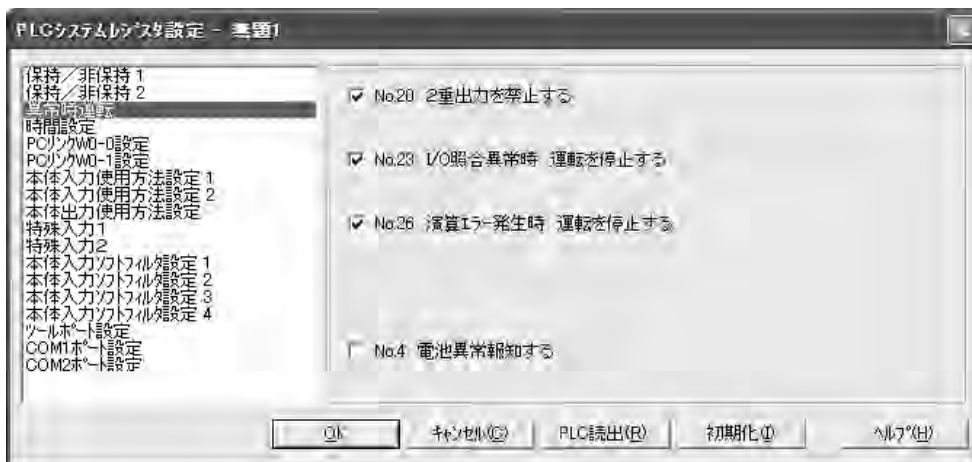 PLCシステムレジスタ設定 - 無題1
保持／非保持 1
保持／非保持 2
異常時運転
時間設定
PCリンクW0-0設定
PCリンクW0-1設定
本体入力使用方法設定 1
本体入力使用方法設定 2
本体出力使用方法設定
特殊入力1
特殊入力2
本体入力ソフトフィルタ設定 1
本体入力ソフトフィルタ設定 2
本体入力ソフトフィルタ設定 3
本体入力ソフトフィルタ設定 4
ツールポート設定
COM1ポート設定
COM2ポート設定
No.20 2重出力を禁止する
No.23 I/O照合異常時 運転を停止する
No.26 演算エラー発生時 運転を停止する
No.4 電池異常報知する
OK
キャンセル(C)
PLC読出(R)
初期化(I)
ヘルプ(H)